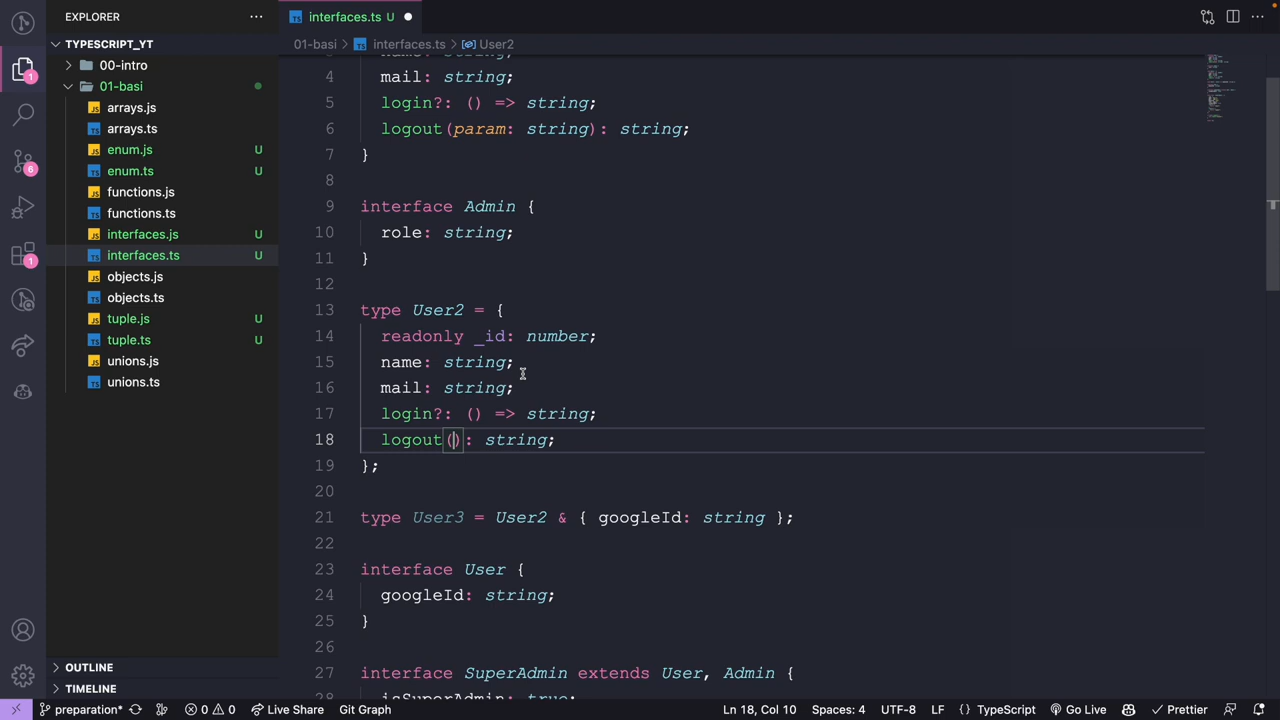 EXPLORER
TYPESCRIPT_YT
00-intro
01-basi
arrays.js
arrays.ts
enum.js U
enum.ts U
functions.js
functions.ts
interfaces.js U
interfaces.ts U
objects.js
objects.ts
tuple.js U
tuple.ts U
unions.js
unions.ts
OUTLINE
TIMELINE
1
6
1
interfaces.ts U
01-basi > interfaces.ts > User2
4 mail: string;
5 login?: () => string;
6 logout(param: string): string;
7 }
8
9 interface Admin {
10 role: string;
11 }
12
13 type User2 = {
14 readonly _id: number;
15 name: string;
16 mail: string;
17 login?: () => string;
18 logout(): string;
19 };
20
21 type User3 = User2 & { googleId: string };
22
23 interface User {
24 googleId: string;
25 }
26
27 interface SuperAdmin extends User, Admin {
28 isSuperAdmin: true;
preparation* 0 0 Live Share Git Graph Ln 18, Col 10 Spaces: 4 UTF-8 LF {} TypeScript Go Live Prettier